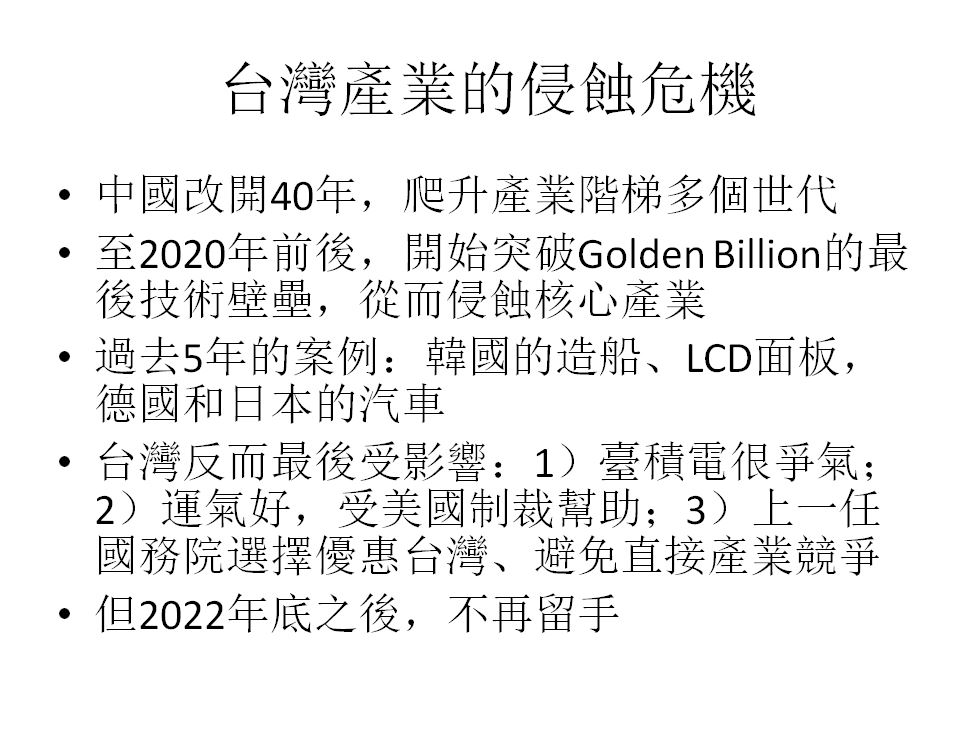 台灣產業的侵蝕危機
• 中國改開40年，爬升產業階梯多個世代
• 至2020年前後，開始突破Golden Billion的最
後技術壁壘，從而侵蝕核心產業
• 過去5年的案例：韓國的造船、LCD面板，
德國和日本的汽車
• 台灣反而最後受影響：1）臺積電很爭氣；
2）運氣好，受美國制裁幫助；3）上一任
國務院選擇優惠台灣、避免直接產業競爭
• 但2022年底之後，不再留手